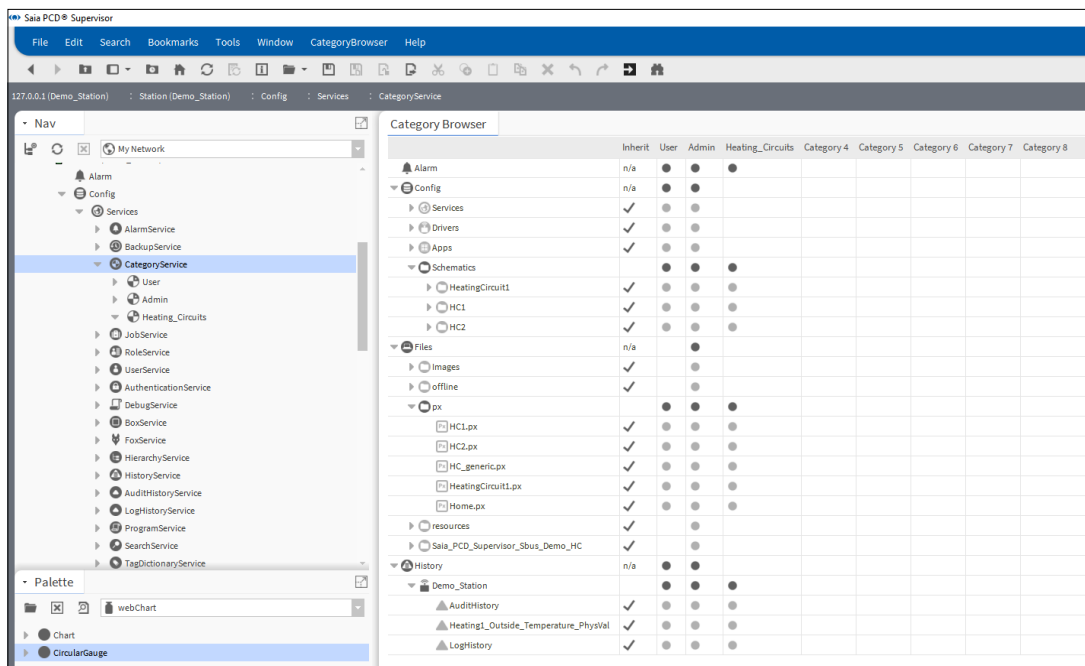 Saia PCD® Supervisor
File Edit Search Bookmarks Tools Window CategoryBrowser Help
127.0.0.1 (Demo_Station) : Station (Demo_Station) : Config : Services : CategoryService
Nav
My Network
Alarm
Config
Services
AlarmService
BackupService
CategoryService
User
Admin
Heating_Circuits
JobService
RoleService
UserService
AuthenticationService
DebugService
BoxService
FoxService
HierarchyService
HistoryService
AuditHistoryService
LogHistoryService
ProgramService
SearchService
TagDictionaryService
Palette
webChart
Chart
CircularGauge
Category Browser
Inherit User Admin Heating_Circuits Category 4 Category 5 Category 6 Category 7 Category 8
Alarm n/a
Config n/a
Services
Drivers
Apps
Schematics
HeatingCircuit1
HC1
HC2
Files n/a
Images
offline
px
Px HC1.px
Px HC2.px
Px HC_generic.px
Px HeatingCircuit1.px
Px Home.px
resources
Saia_PCD_Supervisor_Sbus_Demo_HC
History n/a
Demo_Station
AuditHistory
Heating1_Outside_Temperature_PhysVal
LogHistory